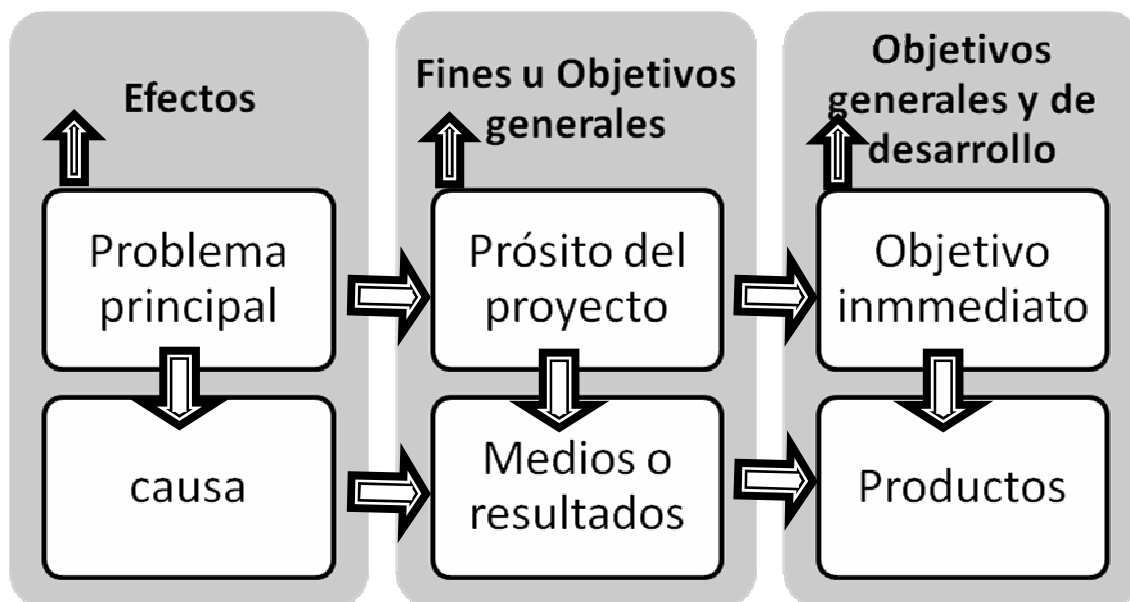 Efectos
Problema
principal
causa
Fines u Objetivos
generales
Prósito del
proyecto
Medios o
resultados
Objetivos
generales y de
desarrollo
Objetivo
inmmediato
Productos